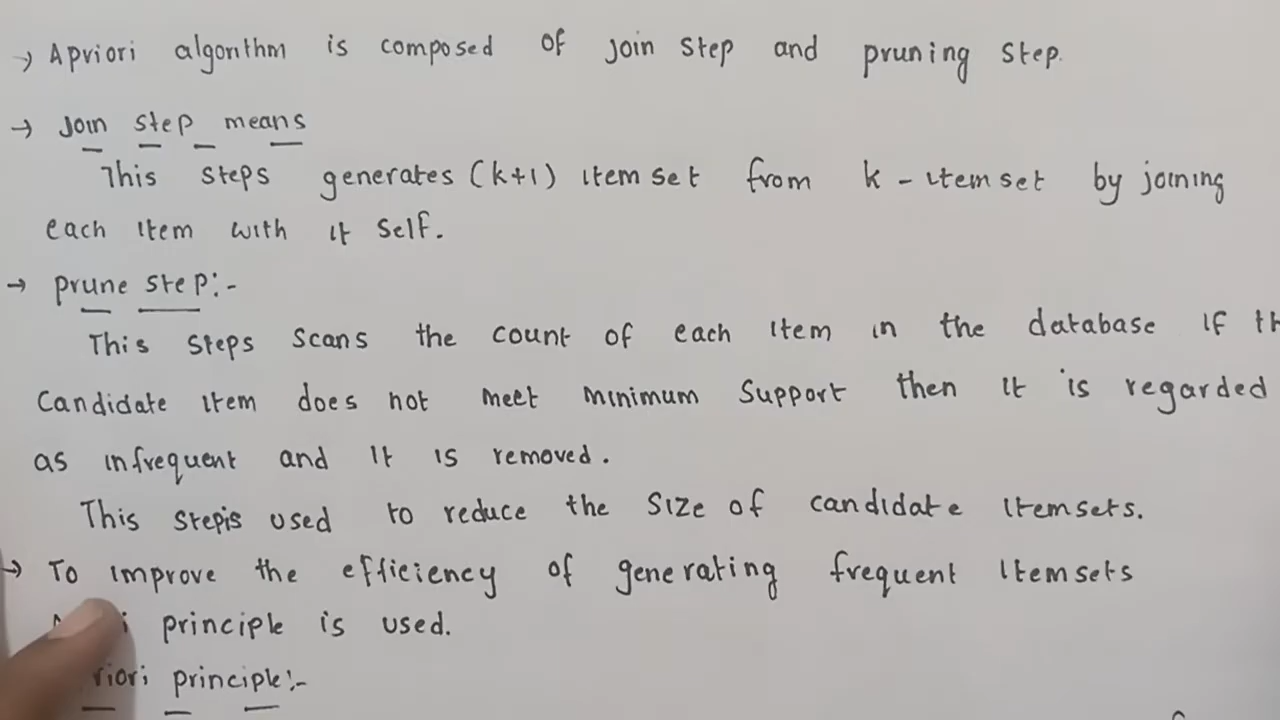 → Apriori algorithm is composed of join step and pruning step.
→ Join step means
This steps generates (k+1) itemset from k - itemset by joining
each item with it self.
→ prune step:-
This steps scans the count of each item in the database if
candidate item does not meet minimum support then it is regarded
as infrequent and it is removed.
This step is used to reduce the size of candidate itemsets.
→ To improve the efficiency of generating frequent itemsets
principle is used.
riori principle:-